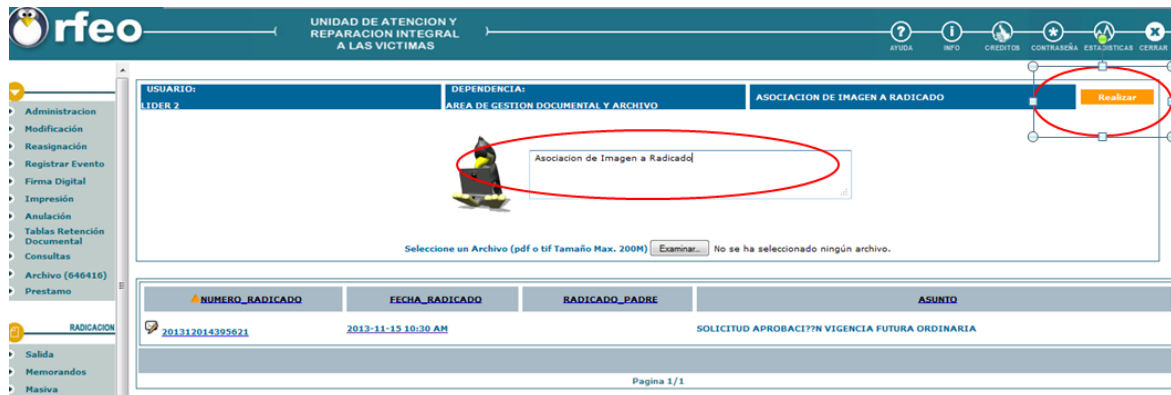 rfeo
UNIDAD DE ATENCION Y
REPARACION INTEGRAL
A LAS VICTIMAS
AYUDA
INFO
CREDITOS
CONTRASEÑA
ESTADISTICAS
CERRAR
Administracion
Modificación
Reasignación
Registrar Evento
Firma Digital
Impresión
Anulación
Tablas Retención
Documental
Consultas
Archivo (646416)
Prestamo
RADICACION
Salida
Memorandos
Masiva
USUARIO:
LIDER 2
DEPENDENCIA:
AREA DE GESTION DOCUMENTAL Y ARCHIVO
ASOCIACION DE IMAGEN A RADICADO
Realizar
Asociacion de Imagen a Radicado
Seleccione un Archivo (pdf o tif Tamaño Max. 200M) Examinar... No se ha seleccionado ningún archivo.
NUMERO_RADICADO FECHA_RADICADO RADICADO_PADRE ASUNTO
201312014395621 2013-11-15 10:30 AM SOLICITUD APROBACI??N VIGENCIA FUTURA ORDINARIA
Pagina 1/1